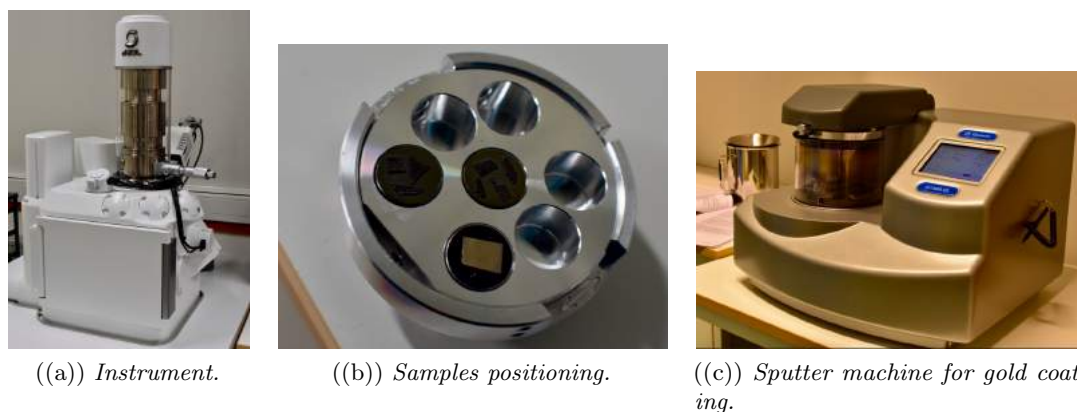 ((a)) Instrument.
((b)) Samples positioning.
((c)) Sputter machine for gold coat
ing.